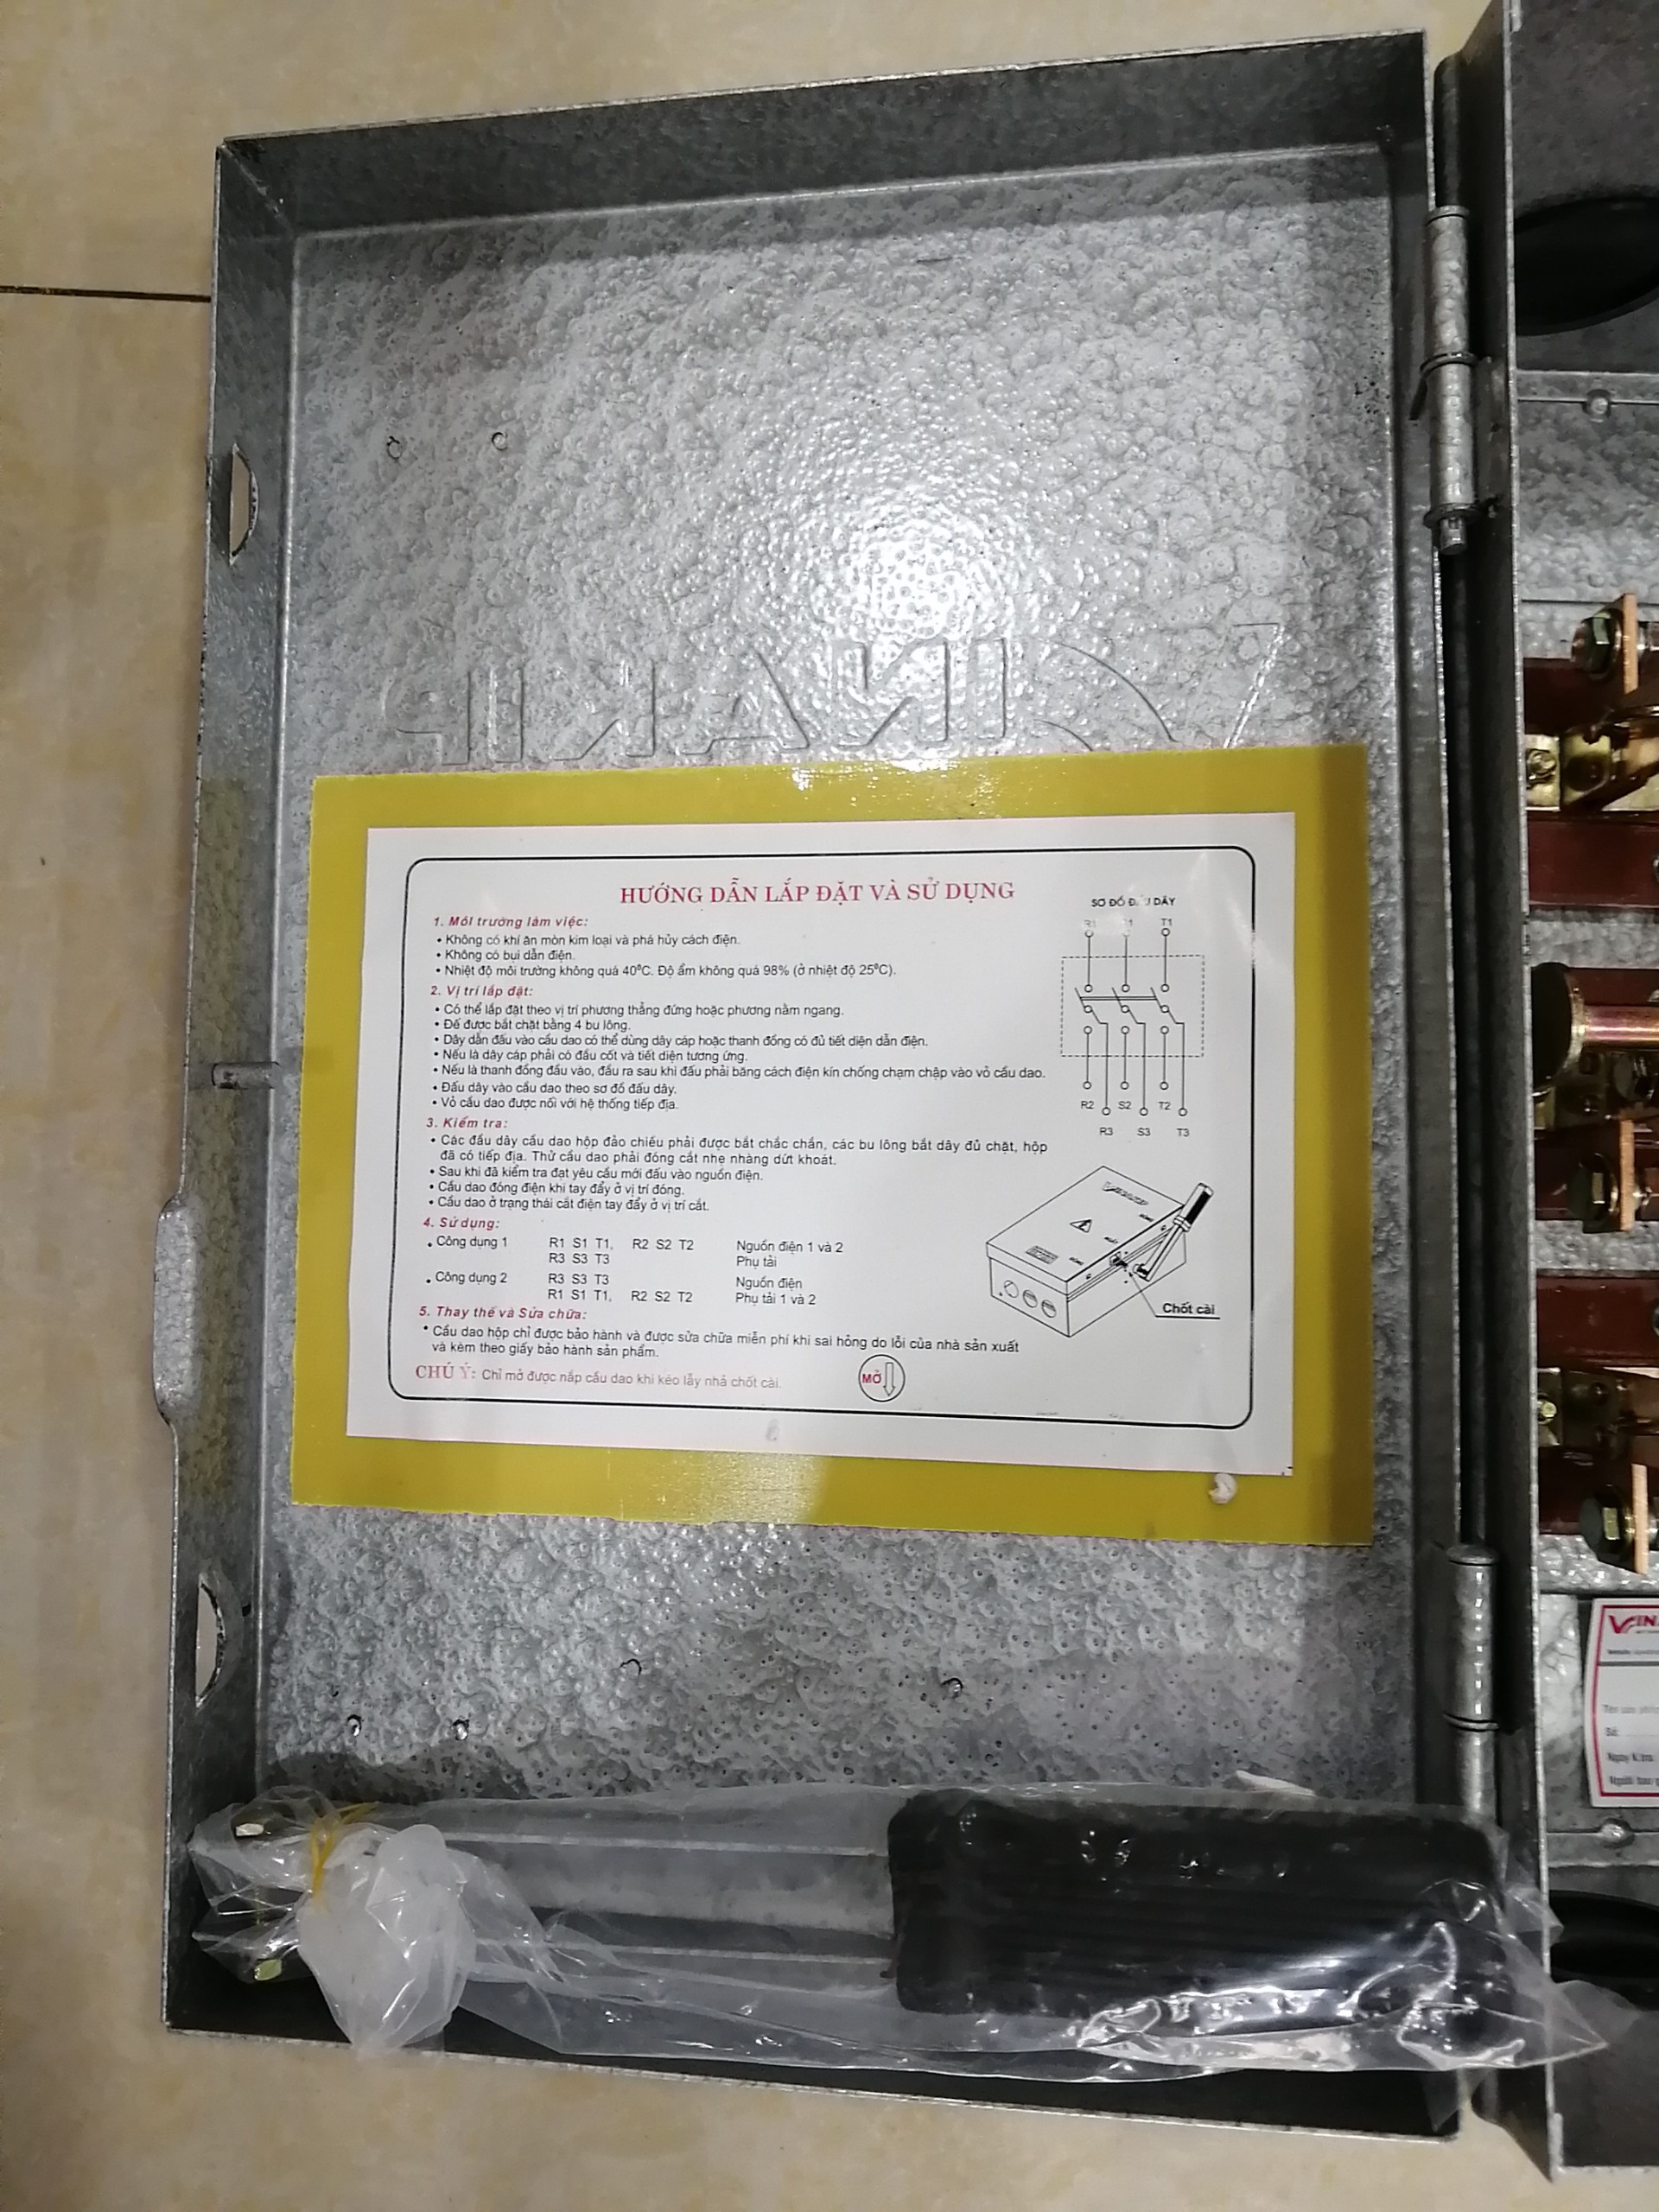 HƯỚNG DẪN LẮP ĐẶT VÀ SỬ DỤNG
1. Môi trường làm việc:
• Không có khí ăn mòn kim loại và phá hủy cách điện.
• Không có bụi dẫn điện.
• Nhiệt độ môi trường không quá 40°C. Độ ẩm không quá 98% (ở nhiệt độ 25°C).
2. Vị trí lắp đặt:
• Có thể lắp đặt theo vị trí phương thẳng đứng hoặc phương nằm ngang.
• Đế được bắt chặt bằng 4 bu lông.
• Dây dẫn đấu vào cầu dao có thể dùng dây cáp hoặc thanh đồng có đủ tiết diện dẫn điện.
• Nếu là dây cáp phải có đầu cốt và tiết diện tương ứng.
• Nếu là thanh đồng đầu vào, đầu ra sau khi đấu phải băng cách điện kín chống chạm chập vào vỏ cầu dao.
• Đấu dây vào cầu dao theo sơ đồ đấu dây.
• Vỏ cầu dao được nối với hệ thống tiếp địa.
3. Kiểm tra:
• Các đầu dây cầu dao hộp đảo chiều phải được bắt chắc chắn, các bu lông bắt dây đủ chặt, hộp
đã có tiếp địa. Thử cầu dao phải đóng cắt nhẹ nhàng dứt khoát.
• Sau khi đã kiểm tra đạt yêu cầu mới đấu vào nguồn điện.
• Cầu dao đóng điện khi tay đẩy ở vị trí đóng.
• Cầu dao ở trạng thái cắt điện tay đẩy ở vị trí cắt.
4. Sử dụng:
• Công dụng 1 R1 S1 T1, R2 S2 T2 Nguồn điện 1 và 2
R3 S3 T3 Phụ tải
• Công dụng 2 R3 S3 T3 Nguồn điện
R1 S1 T1, R2 S2 T2 Phụ tải 1 và 2
5. Thay thế và Sửa chữa:
• Cầu dao hộp chỉ được bảo hành và được sửa chữa miễn phí khi sai hỏng do lỗi của nhà sản xuất
và kèm theo giấy bảo hành sản phẩm.
CHÚ Ý: Chỉ mở được nắp cầu dao khi kéo lẫy nhả chốt cài.
MỞ
SƠ ĐỒ DÂY
R1 T1
R2 S2 T2
R3 S3 T3
Chốt cài